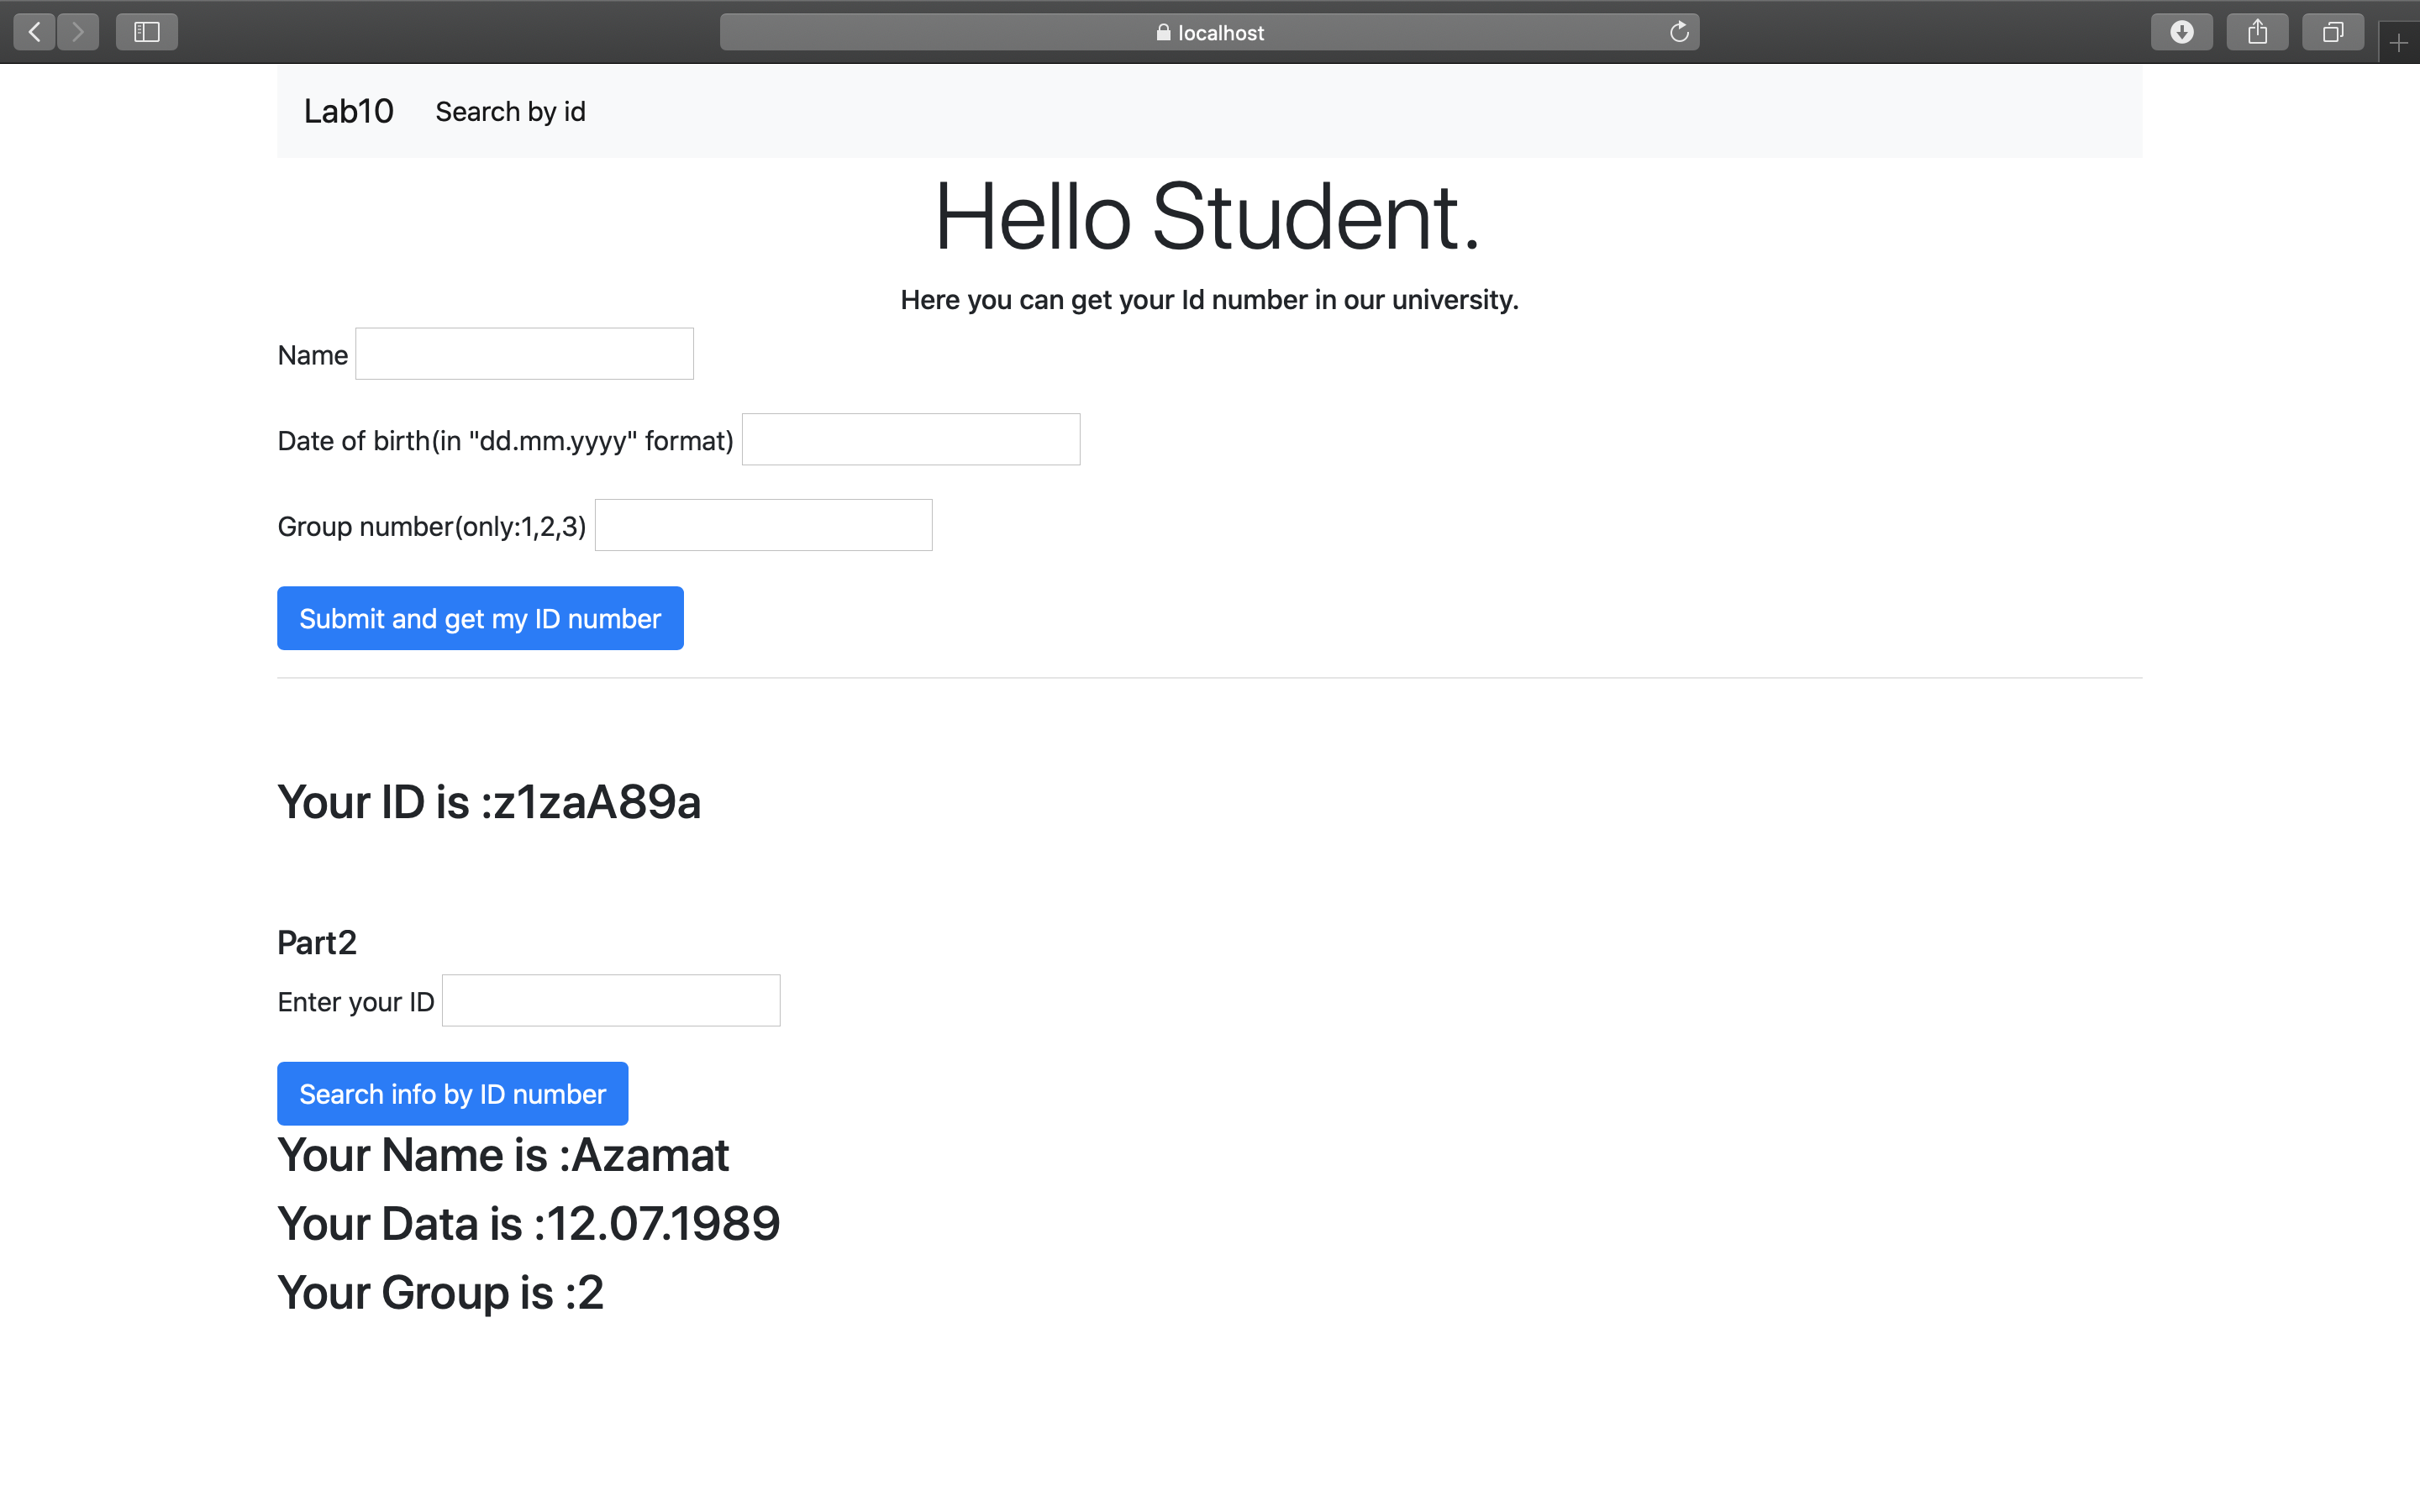 localhost
Lab10 Search by id
Hello Student.
Here you can get your Id number in our university.
Name
Date of birth(in "dd.mm.yyyy" format)
Group number(only:1,2,3)
Submit and get my ID number
Your ID is :z1zaA89a
Part2
Enter your ID
Search info by ID number
Your Name is :Azamat
Your Data is :12.07.1989
Your Group is :2